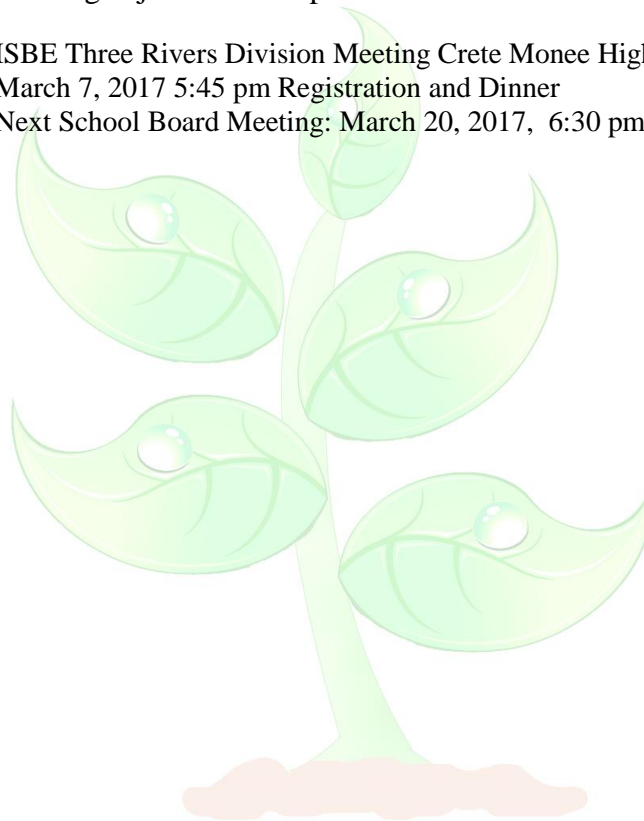 ISBE Three Rivers Division Meeting Crete Monee High
March 7, 2017 5:45 pm Registration and Dinner
Next School Board Meeting: March 20, 2017,  6:30 pm